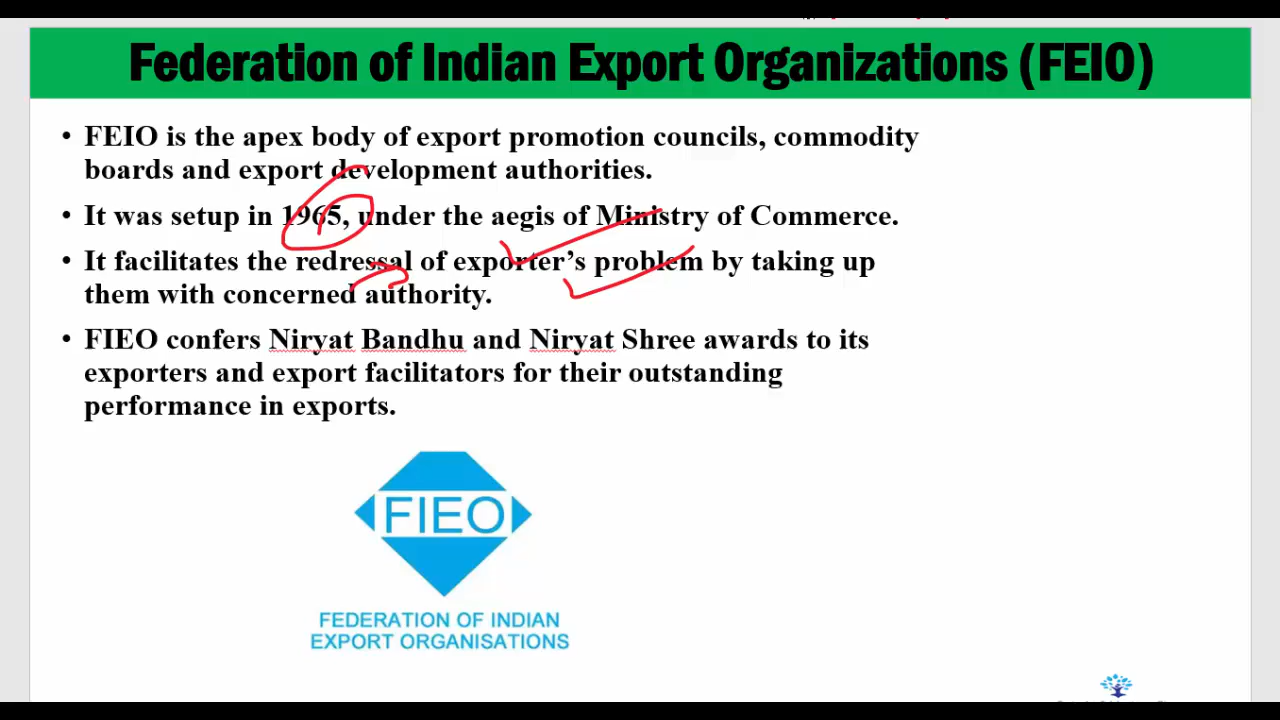 Federation of Indian Export Organizations (FEIO)
• FEIO is the apex body of export promotion councils, commodity
boards and export development authorities.
• It was setup in 1965, under the aegis of Ministry of Commerce.
• It facilitates the redressal of exporter's problem by taking up
them with concerned authority.
• FIEO confers Niryat Bandhu and Niryat Shree awards to its
exporters and export facilitators for their outstanding
performance in exports.
FIEO
FEDERATION OF INDIAN
EXPORT ORGANISATIONS